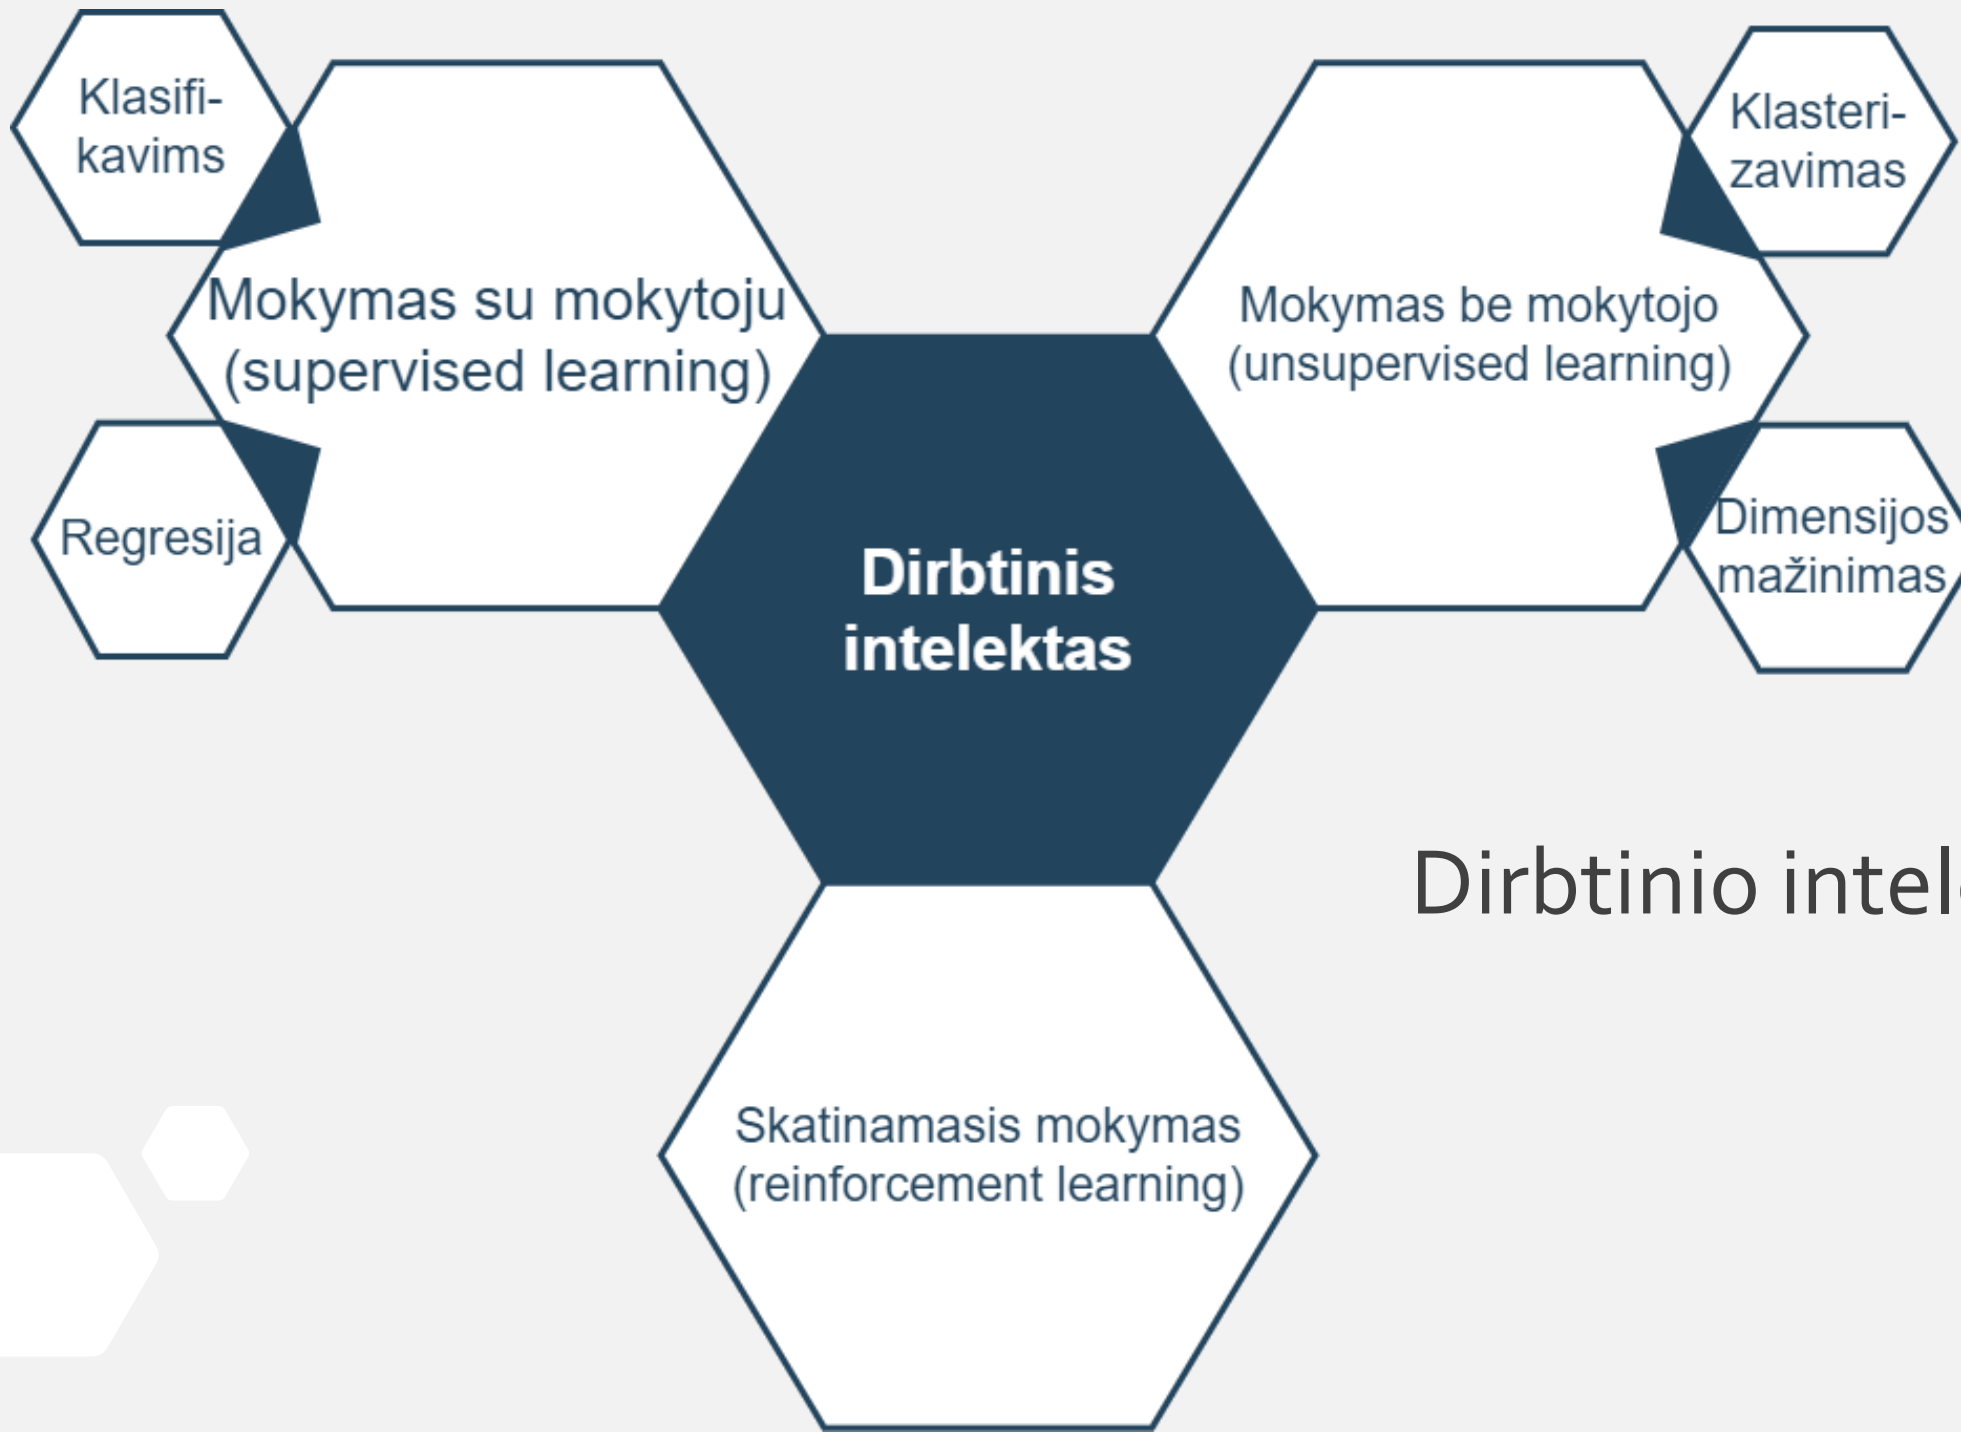 Klasifi-
kavims
Mokymas su mokytoju
(supervised learning)
Regresija
Klasteri-
zavimas
Mokymas be mokytojo
(unsupervised learning)
Dimensijos
mažinimas
Dirbtinis
intelektas
Dirbtinio
Skatinamasis mokymas
(reinforcement learning)